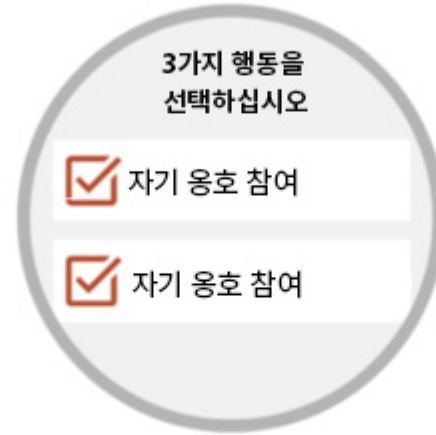 3가지 행동을
선택하십시오
자기 옹호 참여
자기 옹호 참여